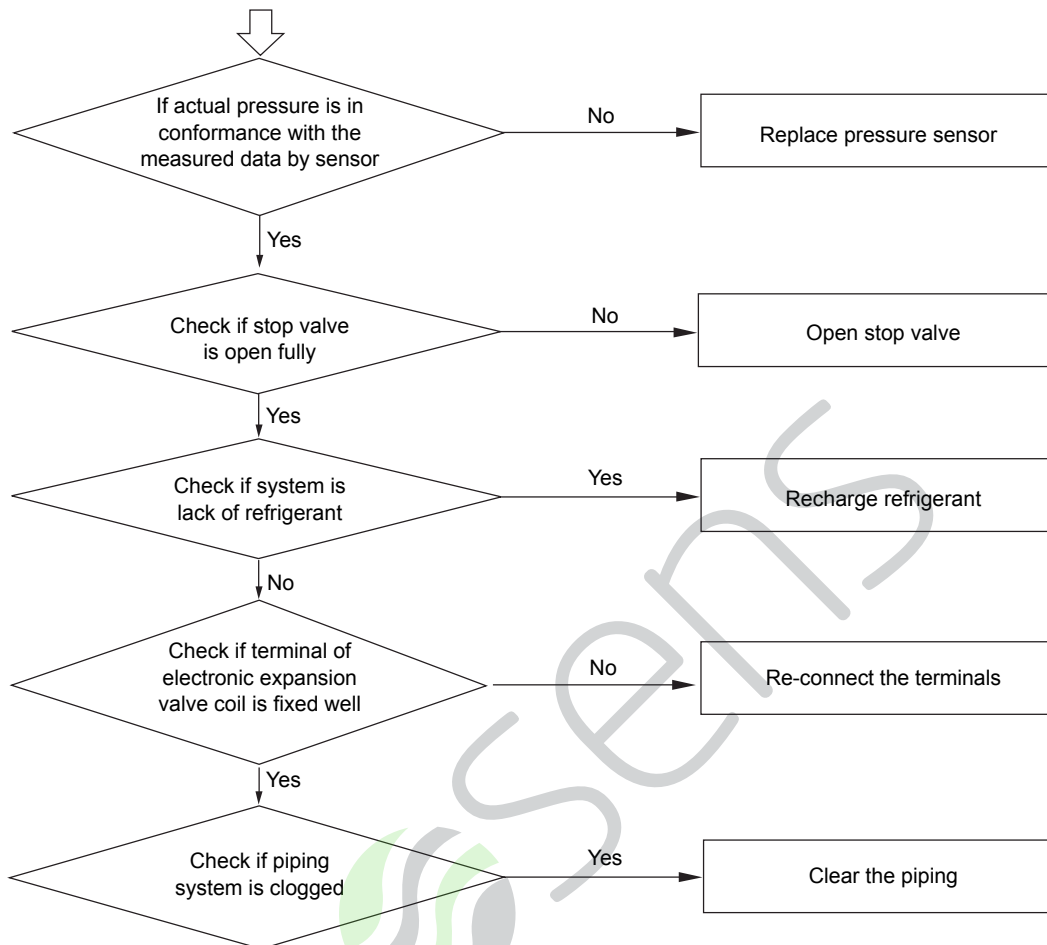 If actual pressure is in
conformance with the
measured data by sensor
No
Replace pressure sensor
Yes
Check if stop valve
is open fully
No
Open stop valve
Yes
Check if system is
lack of refrigerant
Yes
Recharge refrigerant
No
Check if terminal of
electronic expansion
valve coil is fixed well
No
Re-connect the terminals
Yes
Check if piping
system is clogged
Yes
Clear the piping
sens